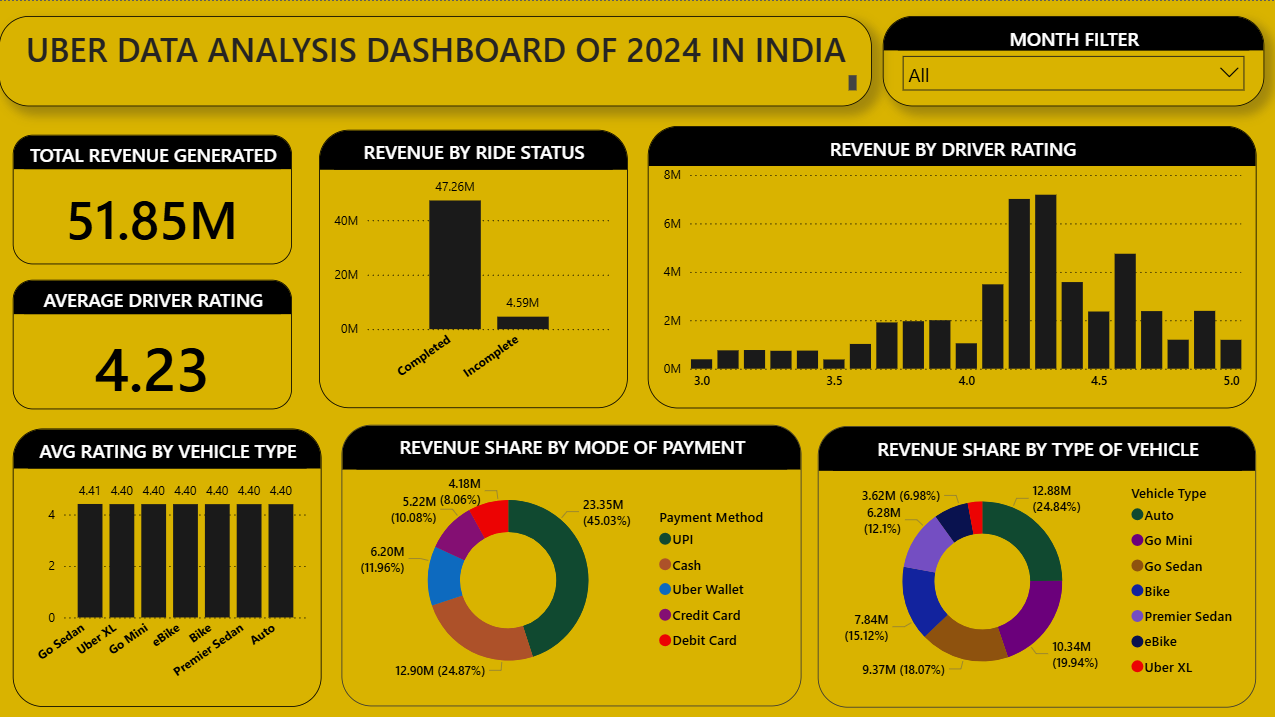 UBER DATA ANALYSIS DASHBOARD OF 2024 IN INDIA
MONTH FILTER
All
TOTAL REVENUE GENERATED
51.85M
AVERAGE DRIVER RATING
4.23
REVENUE BY RIDE STATUS
47.26M
40M
4.59M
20M
0M
Completed
Incomplete
REVENUE BY DRIVER RATING
8M
6M
4M
2M
0M
3.0 3.5 4.0 4.5 5.0
AVG RATING BY VEHICLE TYPE
4.41 4.40 4.40 4.40 4.40 4.40 4.40
4
2
0
Go Sedan
Uber XL
Go Mini
eBike
Bike
Premier Sedan
Auto
REVENUE SHARE BY MODE OF PAYMENT
4.18M
(8.06%)
5.22M
(10.08%)
23.35M
(45.03%)
6.20M
(11.96%)
12.90M (24.87%)
Payment Method
UPI
Cash
Uber Wallet
Credit Card
Debit Card
REVENUE SHARE BY TYPE OF VEHICLE
3.62M (6.98%)
12.88M
(24.84%)
6.28M
(12.1%)
7.84M
(15.12%)
10.34M
(19.94%)
9.37M (18.07%)
Vehicle Type
Auto
Go Mini
Go Sedan
Bike
Premier Sedan
eBike
Uber XL